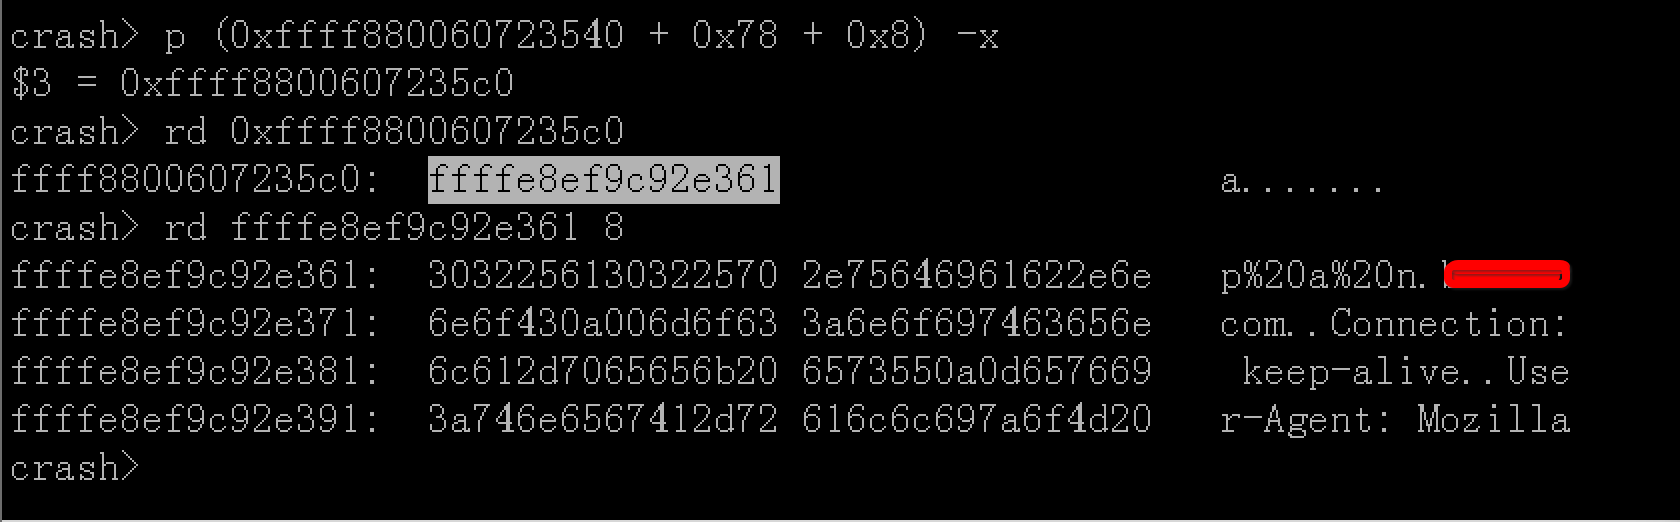 crash> p (0xffff880060723540 + 0x78 + 0x8) -x
$3 = 0xffff8800607235c0
crash> rd 0xffff8800607235c0
ffff8800607235c0:  ffffe8ef9c92e361                    a.......
crash> rd ffffe8ef9c92e361 8
ffffe8ef9c92e361:  3032256130322570 2e75646961622e6e   p%20a%20n.
ffffe8ef9c92e371:  6e6f430a006d6f63 3a6e6f697463656e   com..Connection:
ffffe8ef9c92e381:  6c612d7065656b20 6573550a0d657669    keep-alive..Use
ffffe8ef9c92e391:  3a746e6567412d72 616c6c697a6f4d20   r-Agent: Mozilla
crash>